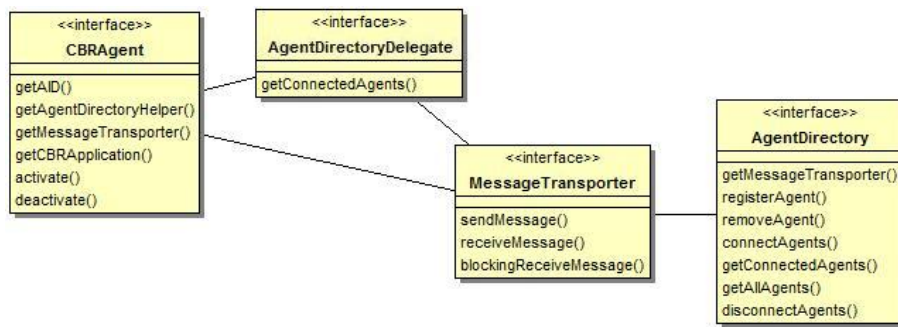 <<interface>>
CBRAgent
getAID()
getAgentDirectoryHelper()
getMessageTransporter()
getCBRApplication()
activate()
deactivate()
<<interface>>
AgentDirectoryDelegate
getConnectedAgents()
<<interface>>
MessageTransporter
sendMessage()
receiveMessage()
blockingReceiveMessage()
<<interface>>
AgentDirectory
getMessageTransporter()
registerAgent()
removeAgent()
connectAgents()
getConnectedAgents()
getAllAgents()
disconnectAgents()